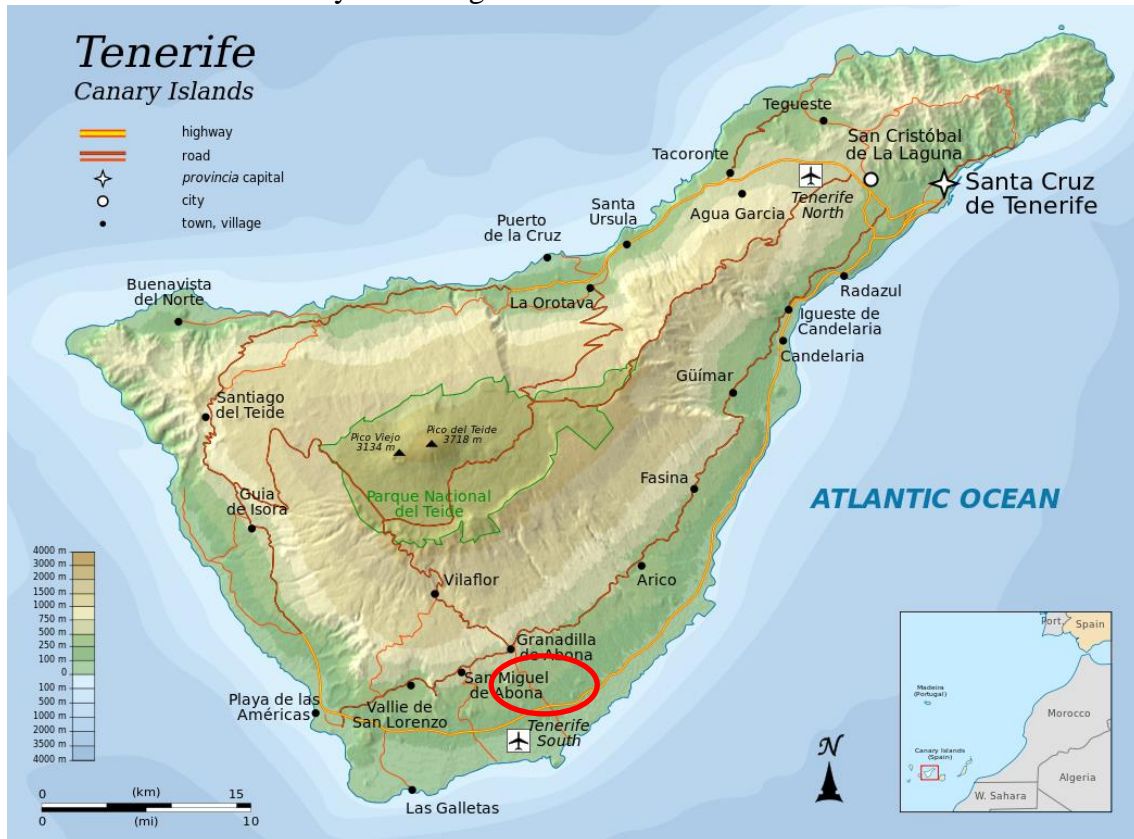 Tenerife
Canary Islands
highway
road
provincia capital
city
town, village
Tegueste
San Cristóbal
de La Laguna
Tacoronte
Tenerife
North
Santa Cruz
de Tenerife
Agua Garcia
Santa
Ursula
Puerto
de la Cruz
Buenavista
del Norte
La Orotava
Radazul
Igueste de
Candelaria
Candelaria
Güímar
Santiago
del Teide
Pico Viejo
3134 m
Pico del Teide
3718 m
Parque Nacional
del Teide
Fasina
Guia
de Isora
ATLANTIC OCEAN
Vilaflor
Arico
Granadilla
de Abona
San Miguel
de Abona
Playa de las
Américas
Vallie de
San Lorenzo
Tenerife
South
Las Galletas
4000 m
3000 m
2000 m
1500 m
1000 m
750 m
500 m
250 m
100 m
0
100 m
500 m
1000 m
2000 m
3500 m
4000 m
0 (km) 15
0 (mi) 10
N
Port.
Spain
Madeira
(Portugal)
Morocco
Canary Islands
(Spain)
Algeria
W. Sahara